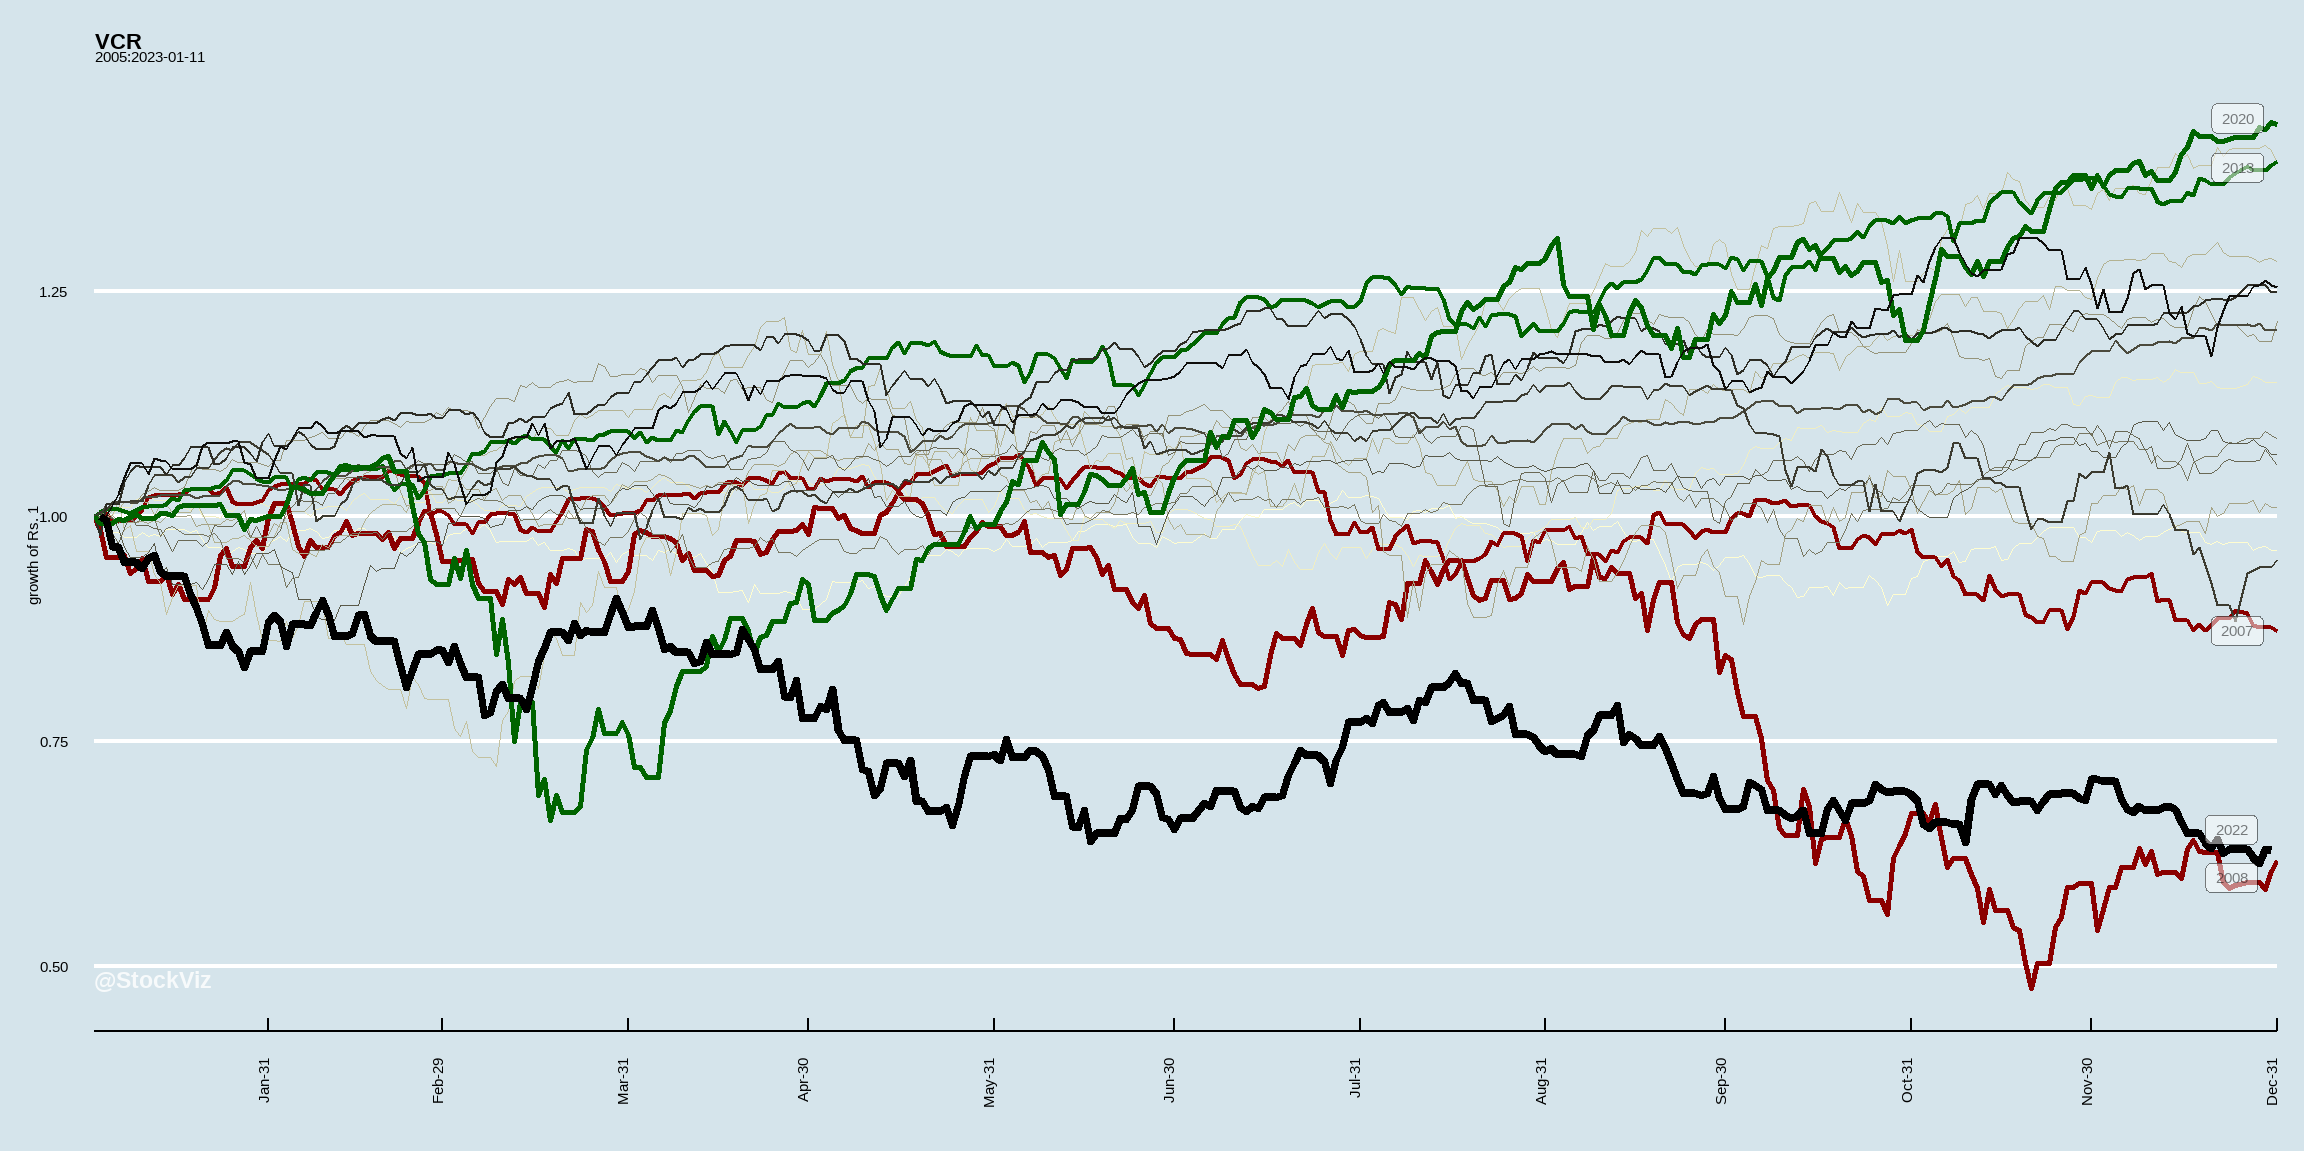 VCR
2005:2023-01-11
growth of Rs. 1
1.25
1.00
0.75
0.50
2020
2013
2007
2022
2008
@StockViz
Jan-31
Feb-29
Mar-31
Apr-30
May-31
Jun-30
Jul-31
Aug-31
Sep-30
Oct-31
Nov-30
Dec-31